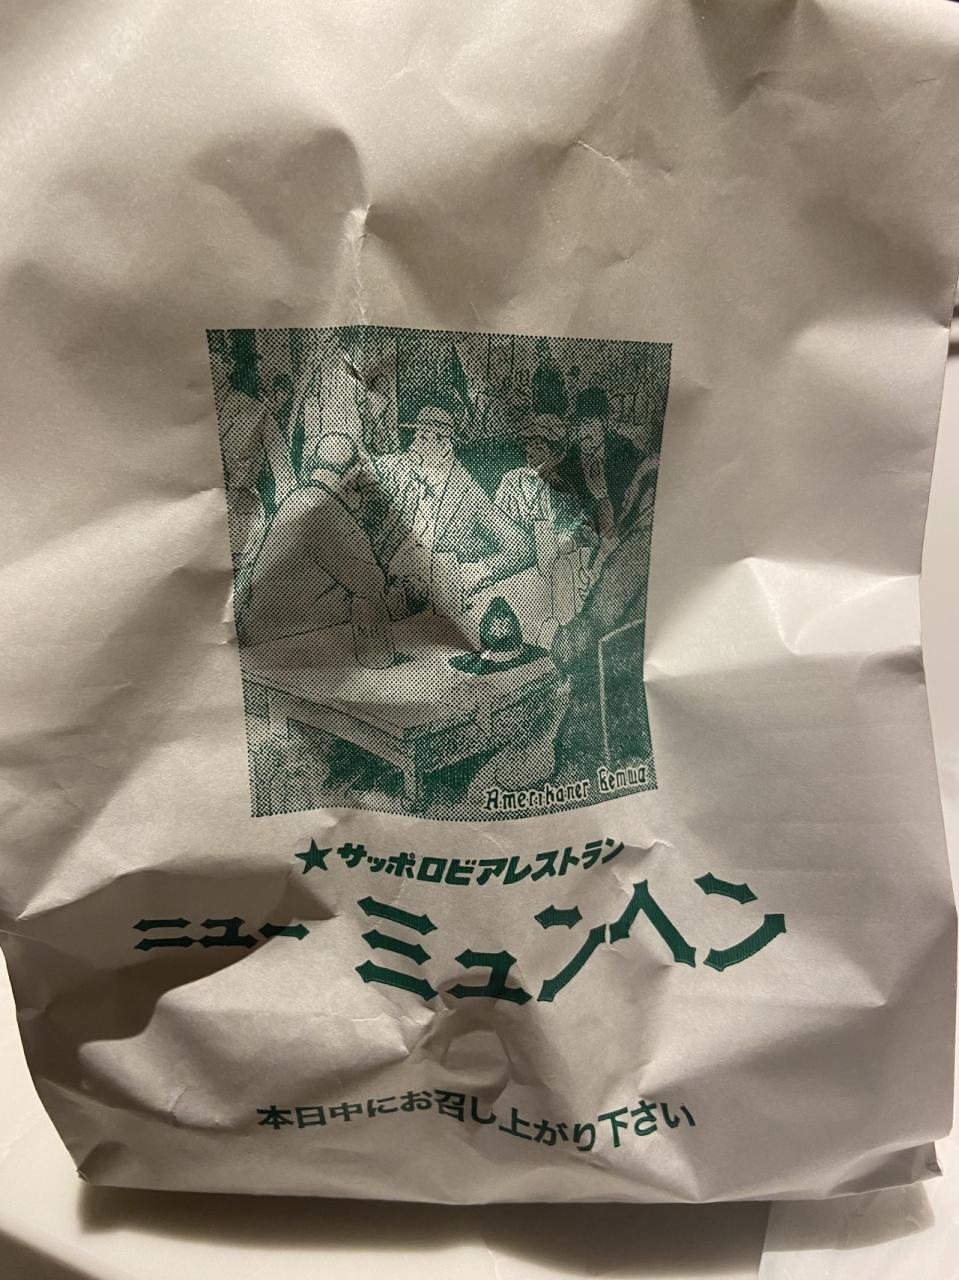 Amerikaner Bemwa
★サッポロビアレストラン
ニューミュンヘン
本日中にお召し上がり下さい